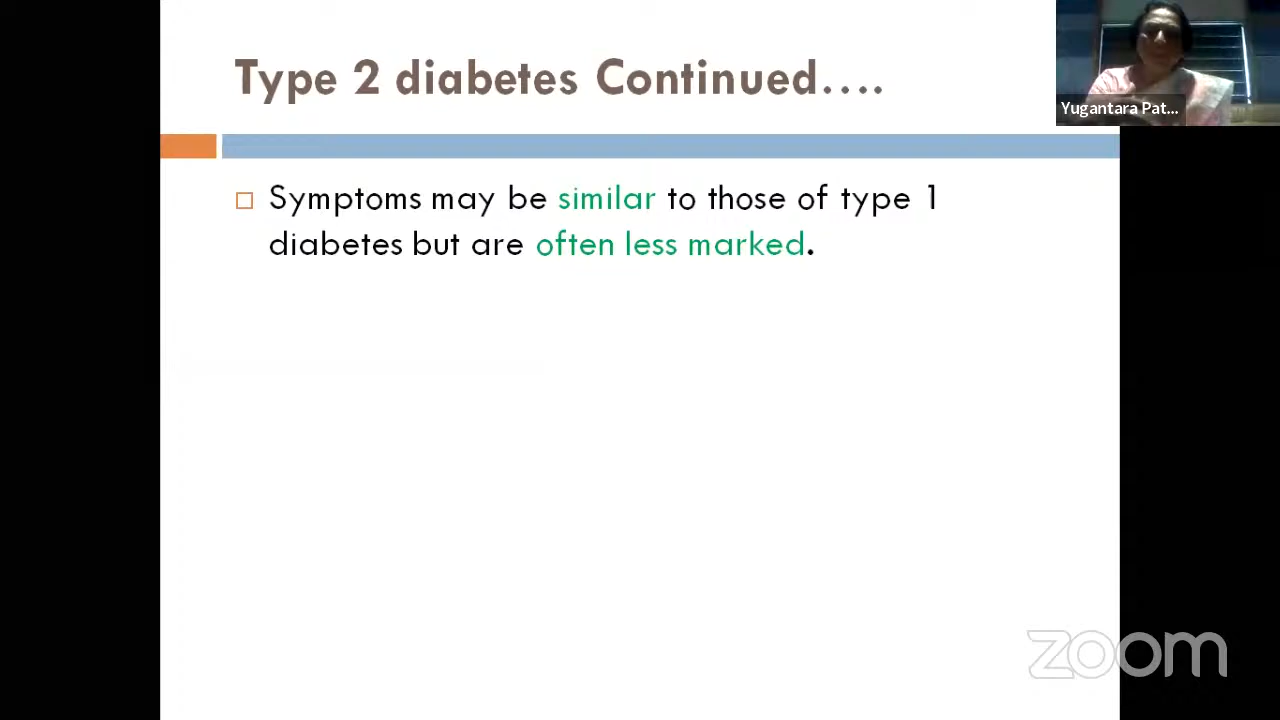 Type 2 diabetes Continued....
Yugantara Pat...
Symptoms may be similar to those of type 1
diabetes but are often less marked.
zoom